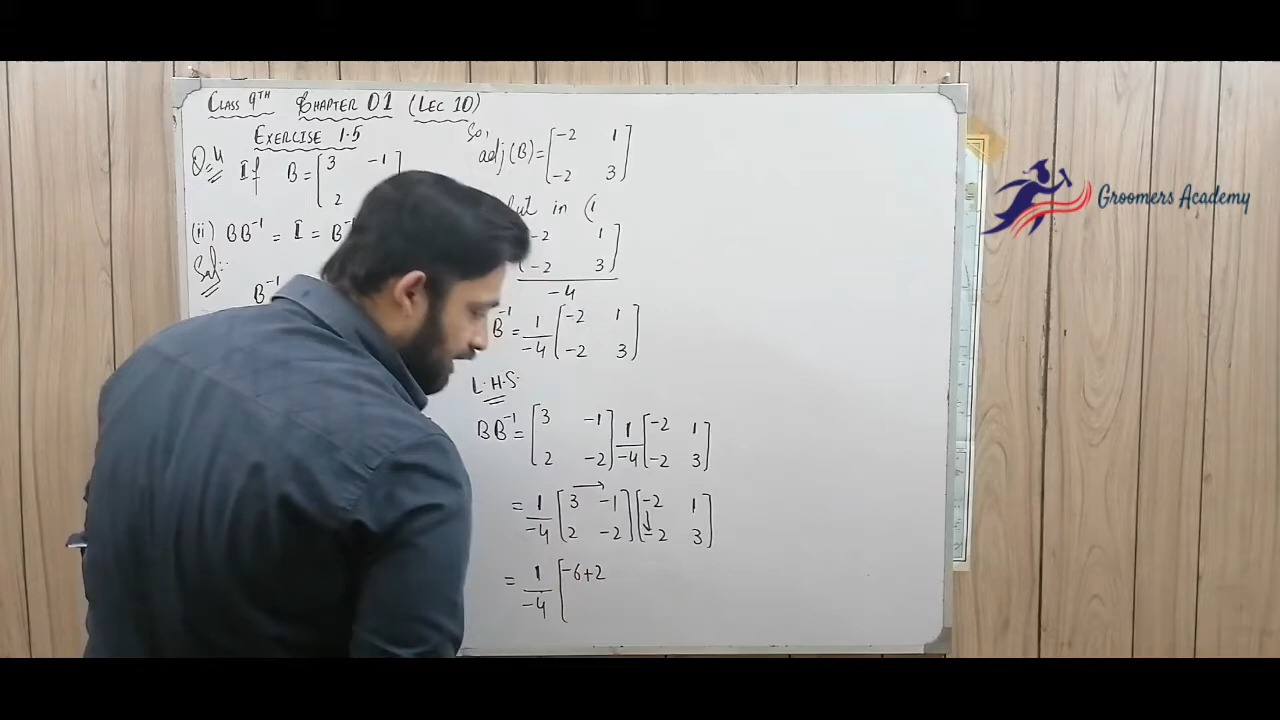 CLASS 9TH CHAPTER 01 (LEC 10)
EXERCISE 1.5
Q.4 If B = [3 -1
2
(ii) BB⁻¹ = I = B⁻¹
Sol:
B⁻¹
So,
adj(B) = [-2 1
-2 3]
put in (i
-2 1
-2 3]
-4
B⁻¹ = 1/-4 [-2 1
-2 3]
L.H.S.
BB⁻¹ = [3 -1 1/-4 [-2 1
2 -2] -2 3]
= 1/-4 [3 -1] [-2 1
2 -2] -2 3]
= 1/-4 [-6+2
Groomers Academy